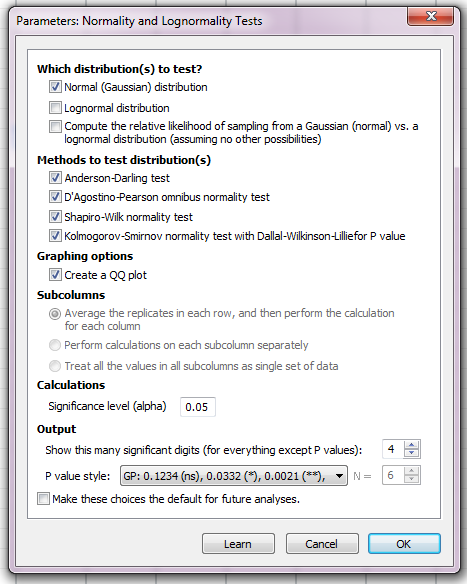 Parameters: Normality and Lognormality Tests
Which distribution(s) to test?
Normal (Gaussian) distribution
Lognormal distribution
Compute the relative likelihood of sampling from a Gaussian (normal) vs. a
lognormal distribution (assuming no other possibilities)
Methods to test distribution(s)
Anderson-Darling test
D'Agostino-Pearson omnibus normality test
Shapiro-Wilk normality test
Kolmogorov-Smirnov normality test with Dallal-Wilkinson-Lilliefor P value
Graphing options
Create a QQ plot
Subcolumns
Average the replicates in each row, and then perform the calculation
for each column
Perform calculations on each subcolumn separately
Treat all the values in all subcolumns as single set of data
Calculations
Significance level (alpha) 0.05
Output
Show this many significant digits (for everything except P values): 4
P value style: GP: 0.1234 (ns), 0.0332 (*), 0.0021 (**), N = 6
Make these choices the default for future analyses.
Learn Cancel OK